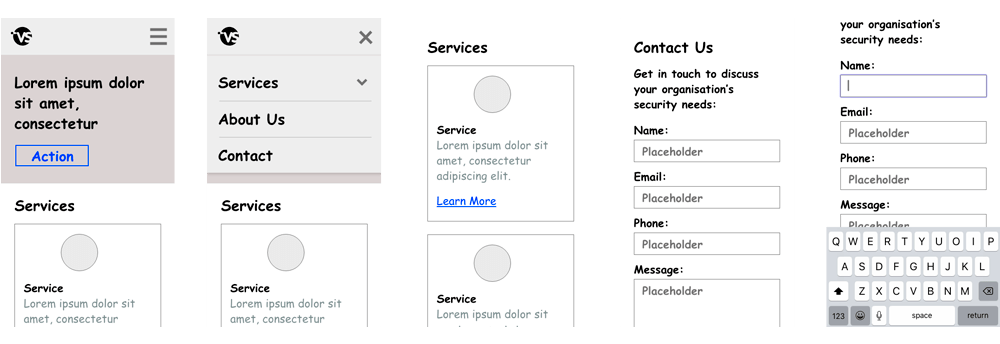 VS
Lorem ipsum dolor
sit amet,
consectetur
Action
Services
Service
Lorem ipsum dolor sit
amet, consectetur
VS
Services
About Us
Contact
Services
Service
Lorem ipsum dolor sit
amet, consectetur
Services
Service
Lorem ipsum dolor sit
amet, consectetur
adipiscing elit.
Learn More
Service
Contact Us
Get in touch to discuss
your organisation's
security needs:
Name:
Placeholder
Email:
Placeholder
Phone:
Placeholder
Message:
Placeholder
your organisation's
security needs:
Name:
Email:
Placeholder
Phone:
Placeholder
Message:
Placeholder
Q W E R T Y U O I P
A S D F G H J K L
Z X C V B N M
123 space return